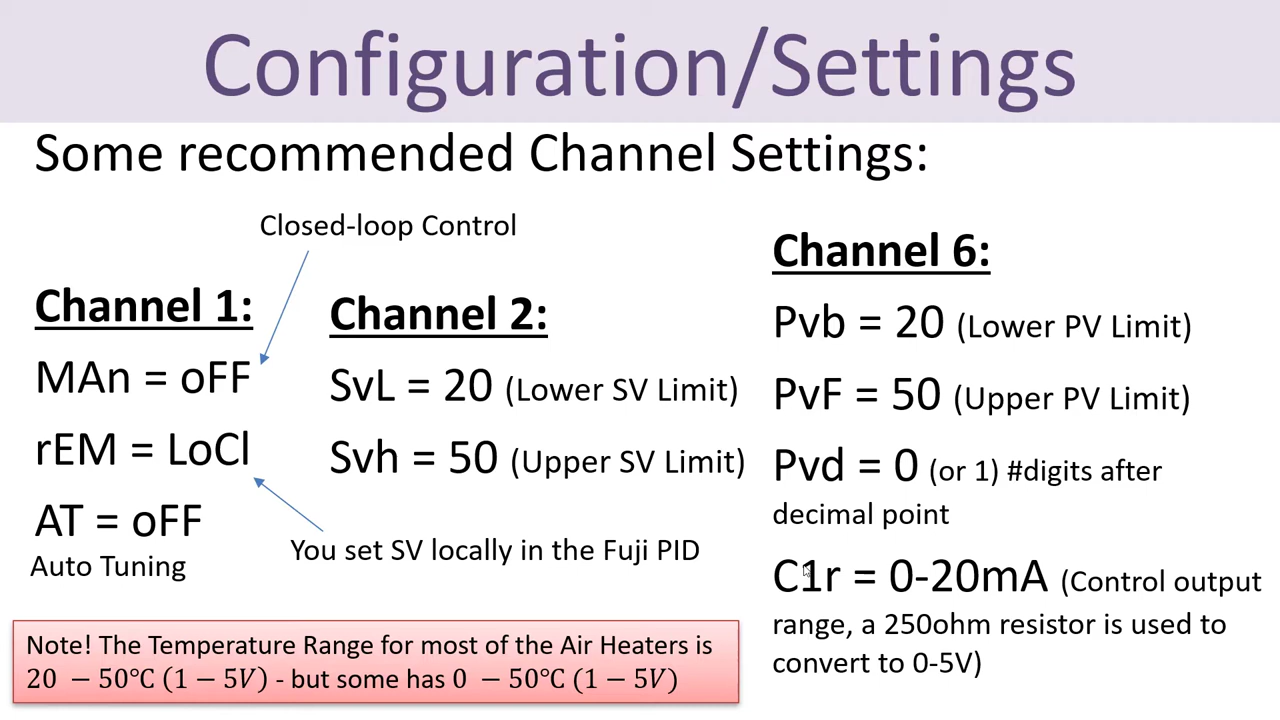 Configuration/Settings
Some recommended Channel Settings:
Closed-loop Control
Channel 1:
MAn = oFF
rEM = LoCl
AT = oFF
Auto Tuning
Channel 2:
SvL = 20 (Lower SV Limit)
Svh = 50 (Upper SV Limit)
You set SV locally in the Fuji PID
Channel 6:
Pvb = 20 (Lower PV Limit)
PvF = 50 (Upper PV Limit)
Pvd = 0 (or 1) #digits after
decimal point
C1r = 0-20mA (Control output
range, a 250ohm resistor is used to
convert to 0-5V)
Note! The Temperature Range for most of the Air Heaters is
20 − 50℃ (1 − 5V) - but some has 0 − 50℃ (1 − 5V)